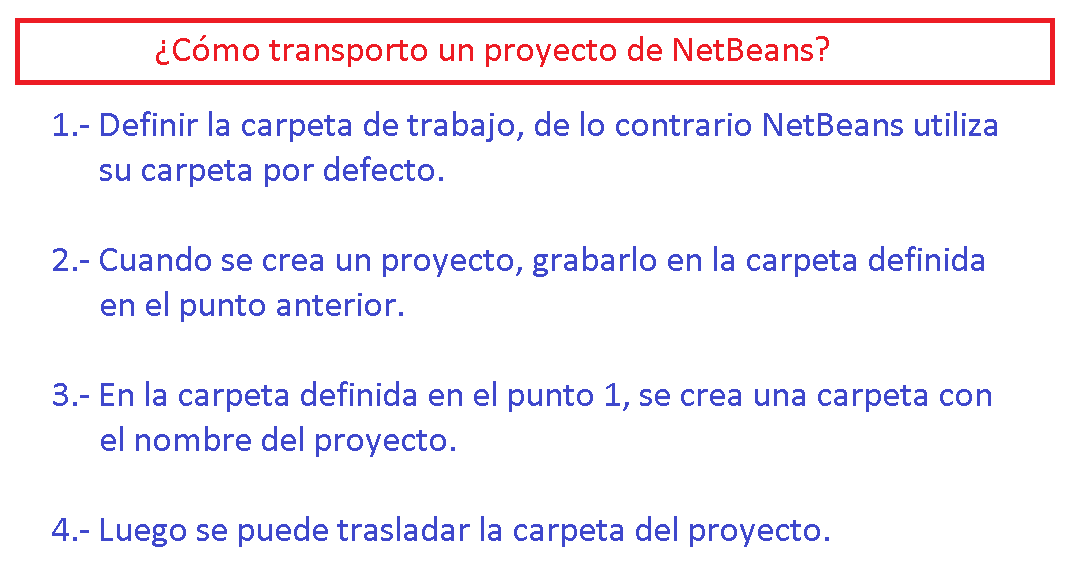 ¿Cómo transporto un proyecto de NetBeans?
1.- Definir la carpeta de trabajo, de lo contrario NetBeans utiliza
su carpeta por defecto.
2.- Cuando se crea un proyecto, grabarlo en la carpeta definida
en el punto anterior.
3.- En la carpeta definida en el punto 1, se crea una carpeta con
el nombre del proyecto.
4.- Luego se puede trasladar la carpeta del proyecto.